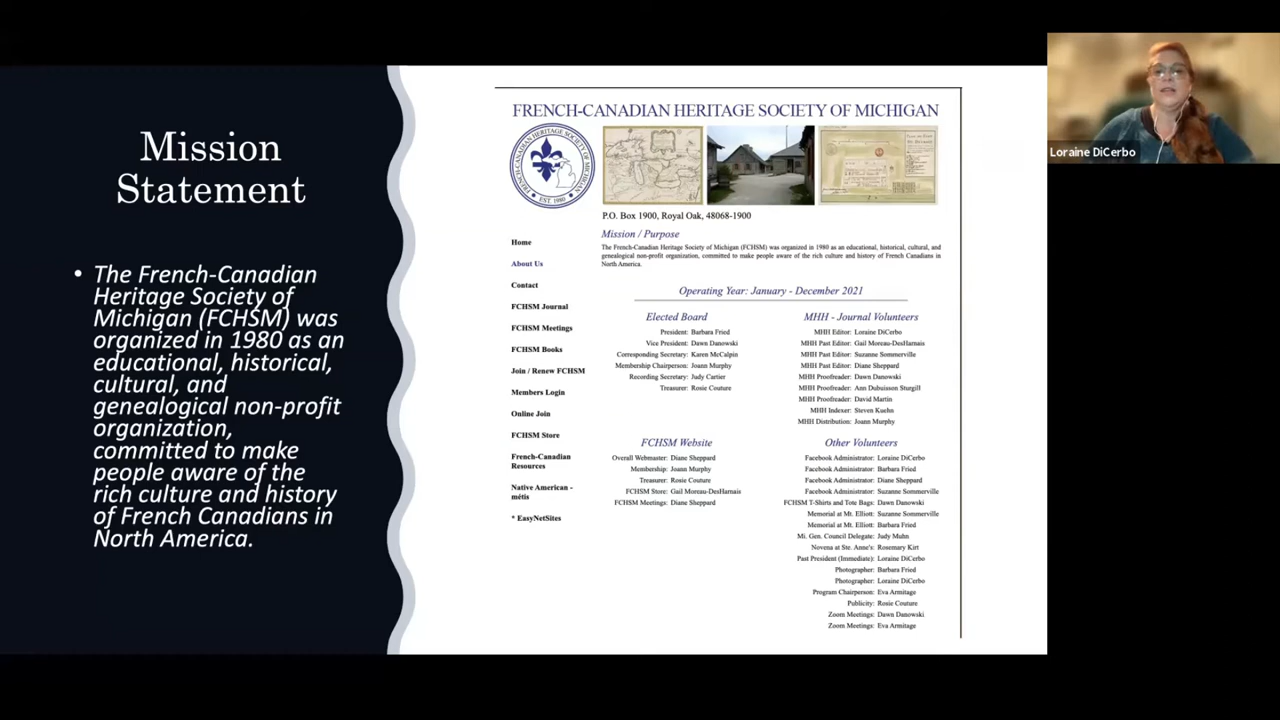 Mission
Statement
• The French-Canadian
Heritage Society of
Michigan (FCHSM) was
organized in 1980 as an
educational, historical,
cultural, and
genealogical non-profit
organization,
committed to make
people aware of the
rich culture and history
of French Canadians in
North America.
FRENCH-CANADIAN HERITAGE SOCIETY OF MICHIGAN
FRENCH-CANADIAN HERITAGE SOCIETY OF MICHIGAN
EST. 1980
P.O. Box 1900, Royal Oak, 48068-1900
Home
About Us
Contact
FCHSM Journal
FCHSM Meetings
FCHSM Books
Join / Renew FCHSM
Members Login
Online Join
FCHSM Store
French-Canadian
Resources
Native American -
métis
* EasyNetSites
Mission / Purpose
The French-Canadian Heritage Society of Michigan (FCHSM) was organized in 1980 as an educational, historical, cultural, and
genealogical non-profit organization, committed to make people aware of the rich culture and history of French Canadians in
North America.
Operating Year: January - December 2021
Elected Board
President: Barbara Fried
Vice President: Dawn Danowski
Corresponding Secretary: Karen McCalpin
Membership Chairperson: Joann Murphy
Recording Secretary: Judy Cartier
Treasurer: Rosie Couture
MHH - Journal Volunteers
MHH Editor: Loraine DiCerbo
MHH Past Editor: Gail Moreau-DesHarnais
MHH Past Editor: Suzanne Sommerville
MHH Past Editor: Diane Sheppard
MHH Proofreader: Dawn Danowski
MHH Proofreader: Ann Dubuisson Sturgill
MHH Proofreader: David Martin
MHH Indexer: Steven Kuehn
MHH Distribution: Joann Murphy
FCHSM Website
Overall Webmaster: Diane Sheppard
Membership: Joann Murphy
Treasurer: Rosie Couture
FCHSM Store: Gail Moreau-DesHarnais
FCHSM Meetings: Diane Sheppard
Other Volunteers
Facebook Administrator: Loraine DiCerbo
Facebook Administrator: Barbara Fried
Facebook Administrator: Diane Sheppard
Facebook Administrator: Suzanne Sommerville
FCHSM T-Shirts and Tote Bags: Dawn Danowski
Memorial at Mt. Elliott: Suzanne Sommerville
Memorial at Mt. Elliott: Barbara Fried
Mi. Gen. Council Delegate: Judy Muhn
Novena at Ste. Anne's: Rosemary Kirt
Past President (Immediate): Loraine DiCerbo
Photographer: Barbara Fried
Photographer: Loraine DiCerbo
Program Chairperson: Eva Armitage
Publicity: Rosie Couture
Zoom Meetings: Dawn Danowski
Zoom Meetings: Eva Armitage
Loraine DiCerbo